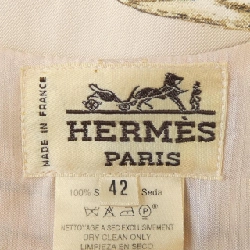 MADE IN FRANCE
HERMÈS
PARIS
100% S 42 Seda
NETTOYAGE A SEC EXCLUSIVEMENT
DRY CLEAN ONLY
LIMPIEZA EN SECO